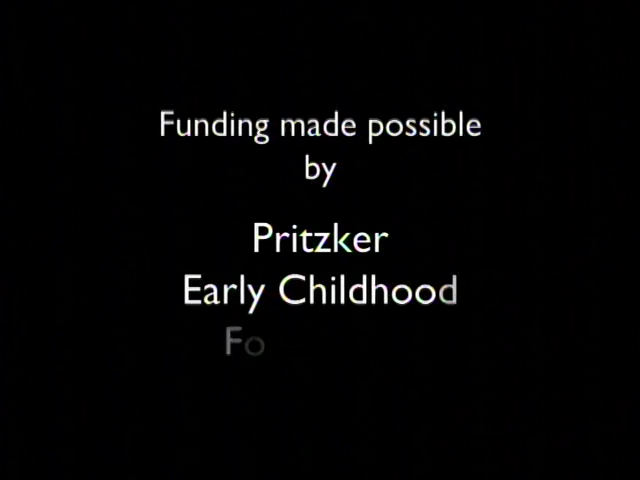 Funding made possible
by
Pritzker
Early Childhood
Fo